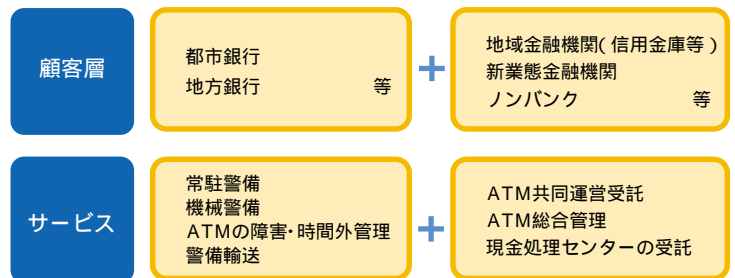 顧客層
都市銀行
地方銀行 等
+
地域金融機関(信用金庫等)
新業態金融機関
ノンバンク 等
サービス
常駐警備
機械警備
ATMの障害・時間外管理
警備輸送
+
ATM共同運営受託
ATM総合管理
現金処理センターの受託